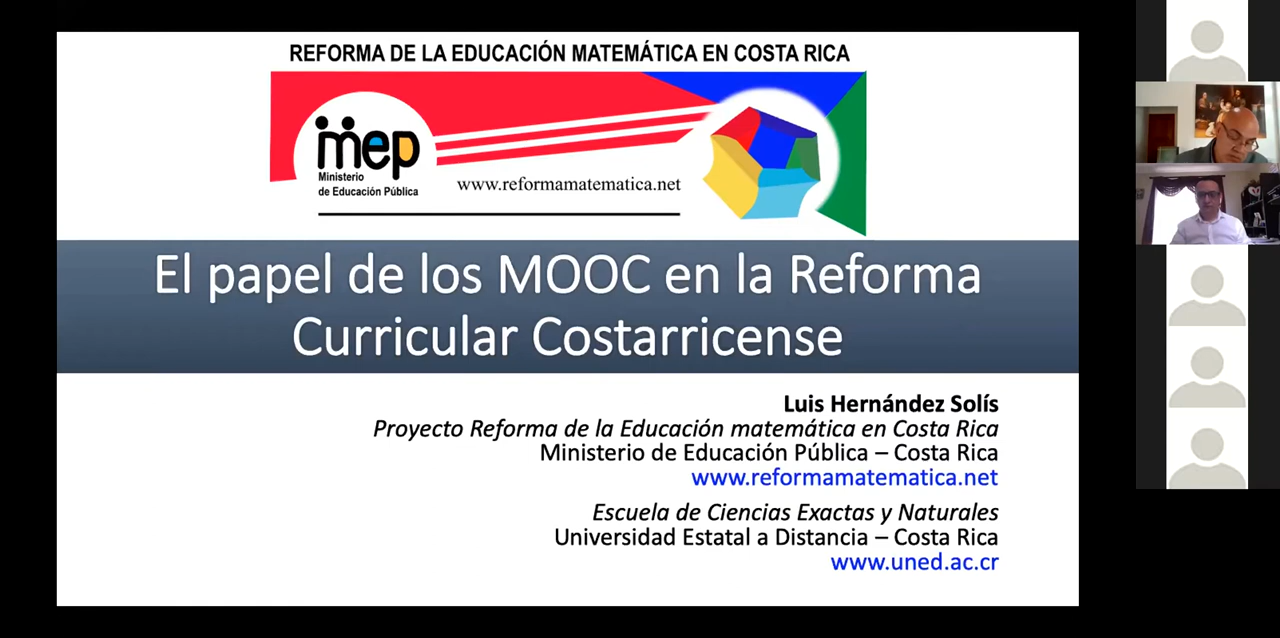 REFORMA DE LA EDUCACIÓN MATEMÁTICA EN COSTA RICA
mep
Ministerio
de Educación Pública
www.reformamatematica.net
El papel de los MOOC en la Reforma
Curricular Costarricense
Luis Hernández Solís
Proyecto Reforma de la Educación matemática en Costa Rica
Ministerio de Educación Pública – Costa Rica
www.reformamatematica.net
Escuela de Ciencias Exactas y Naturales
Universidad Estatal a Distancia – Costa Rica
www.uned.ac.cr